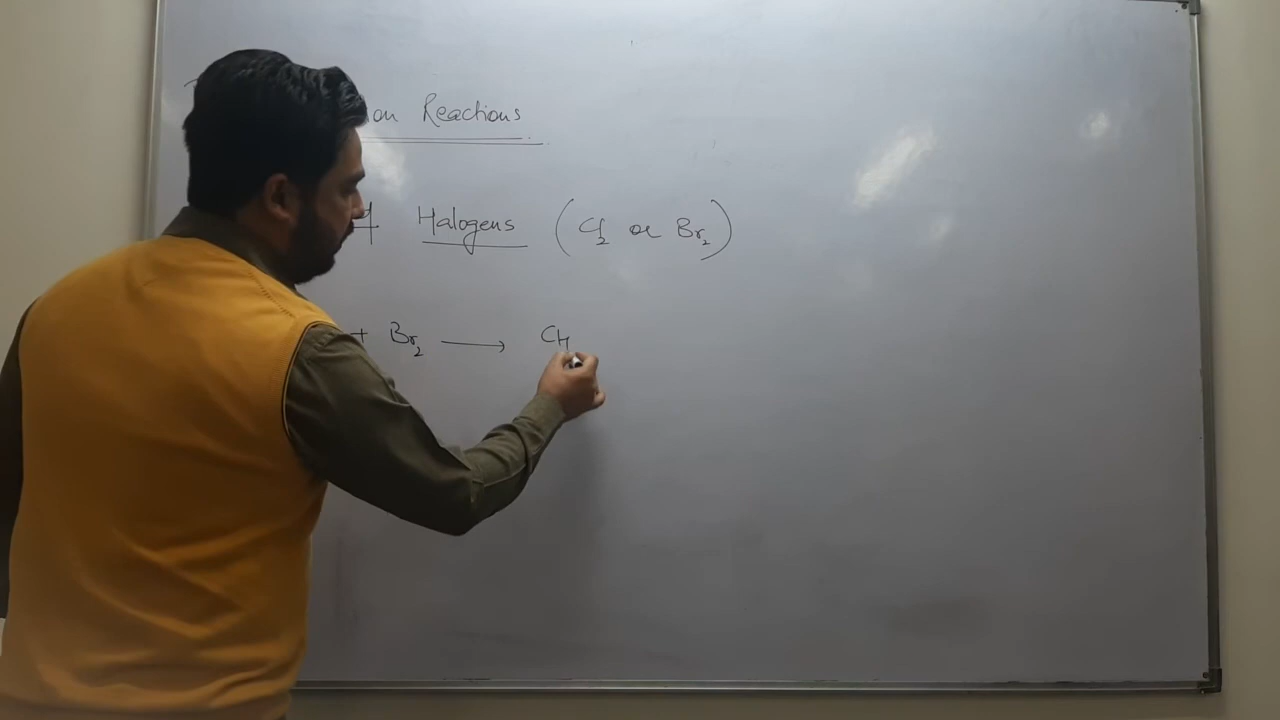 on Reactions
Halogens (Cl₂ or Br₂)
+ Br₂ ⟶ CH